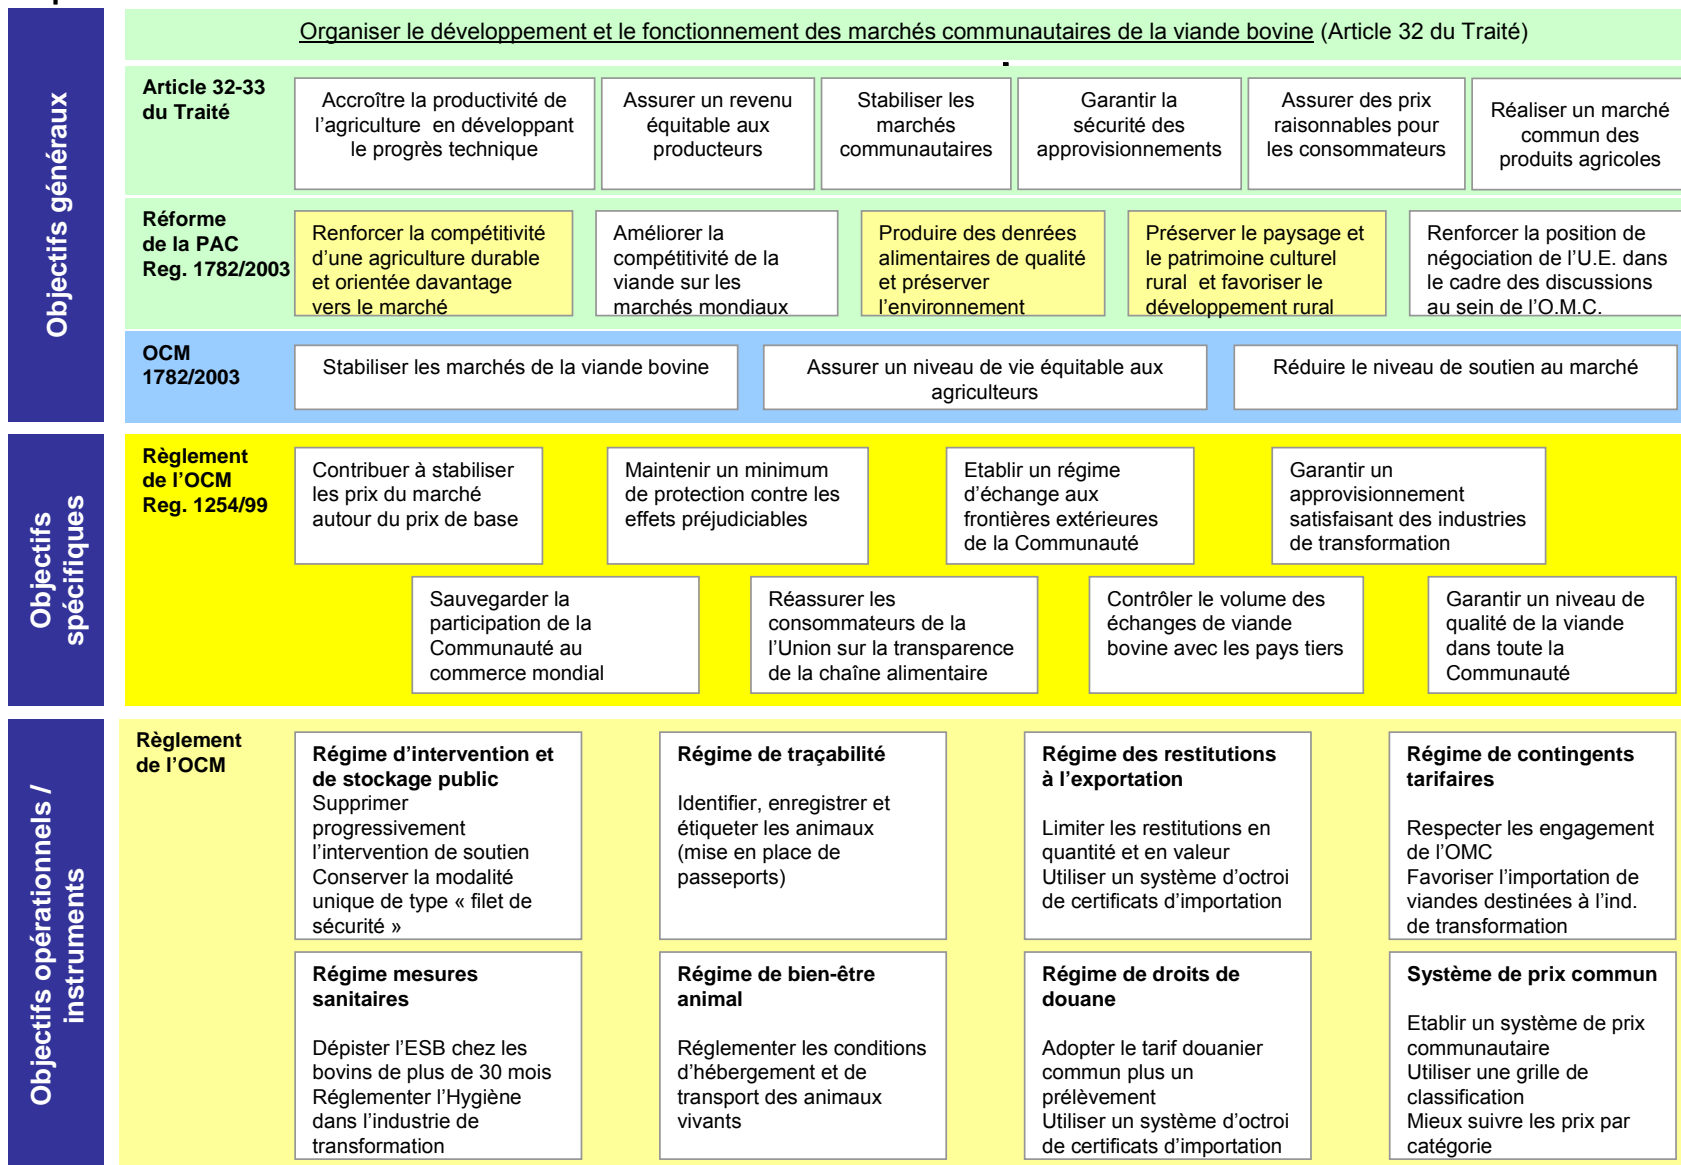 Organiser le développement et le fonctionnement des marchés communautaires de la viande bovine (Article 32 du Traité)
Objectifs généraux
Article 32-33
du Traité
Accroître la productivité de
l'agriculture en développant
le progrès technique
Assurer un revenu
équitable aux
producteurs
Stabiliser les
marchés
communautaires
Garantir la
sécurité des
approvisionnements
Assurer des prix
raisonnables pour
les consommateurs
Réaliser un marché
commun des
produits agricoles
Réforme
de la PAC
Reg. 1782/2003
Renforcer la compétitivité
d'une agriculture durable
et orientée davantage
vers le marché
Améliorer la
compétitivité de la
viande sur les
marchés mondiaux
Produire des denrées
alimentaires de qualité
et préserver
l'environnement
Préserver le paysage et
le patrimoine culturel
rural et favoriser le
développement rural
Renforcer la position de
négociation de l'U.E. dans
le cadre des discussions
au sein de l'O.M.C.
OCM
1782/2003
Stabiliser les marchés de la viande bovine
Assurer un niveau de vie équitable aux
agriculteurs
Réduire le niveau de soutien au marché
Objectifs
spécifiques
Règlement
de l'OCM
Reg. 1254/99
Contribuer à stabiliser
les prix du marché
autour du prix de base
Maintenir un minimum
de protection contre les
effets préjudiciables
Etablir un régime
d'échange aux
frontières extérieures
de la Communauté
Garantir un
approvisionnement
satisfaisant des industries
de transformation
Sauvegarder la
participation de la
Communauté au
commerce mondial
Réassurer les
consommateurs de la
l'Union sur la transparence
de la chaîne alimentaire
Contrôler le volume des
échanges de viande
bovine avec les pays tiers
Garantir un niveau de
qualité de la viande
dans toute la
Communauté
Objectifs opérationnels /
instruments
Règlement
de l'OCM
Régime d'intervention et
de stockage public
Supprimer
progressivement
l'intervention de soutien
Conserver la modalité
unique de type « filet de
sécurité »
Régime de traçabilité
Identifier, enregistrer et
étiqueter les animaux
(mise en place de
passeports)
Régime des restitutions
à l'exportation
Limiter les restitutions en
quantité et en valeur
Utiliser un système d'octroi
de certificats d'importation
Régime de contingents
tarifaires
Respecter les engagement
de l'OMC
Favoriser l'importation de
viandes destinées à l'ind.
de transformation
Régime mesures
sanitaires
Dépister l'ESB chez les
bovins de plus de 30 mois
Réglementer l'Hygiène
dans l'industrie de
transformation
Régime de bien-être
animal
Réglementer les conditions
d'hébergement et de
transport des animaux
vivants
Régime de droits de
douane
Adopter le tarif douanier
commun plus un
prélèvement
Utiliser un système d'octroi
de certificats d'importation
Système de prix commun
Etablir un système de prix
communautaire
Utiliser une grille de
classification
Mieux suivre les prix par
catégorie